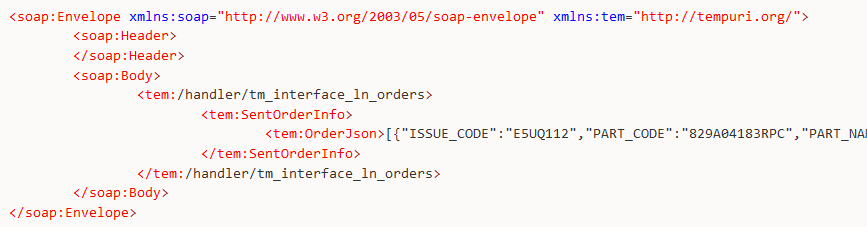 <soap:Envelope xmlns:soap="http://www.w3.org/2003/05/soap-envelope" xmlns:tem="http://tempuri.org/">
<soap:Header>
</soap:Header>
<soap:Body>
<tem:/handler/tm_interface_ln_orders>
<tem:SentOrderInfo>
<tem:OrderJson>[{"ISSUE_CODE":"E5UQ112","PART_CODE":"829A04183RPC","PART_NAM
</tem:SentOrderInfo>
</tem:/handler/tm_interface_ln_orders>
</soap:Body>
</soap:Envelope>